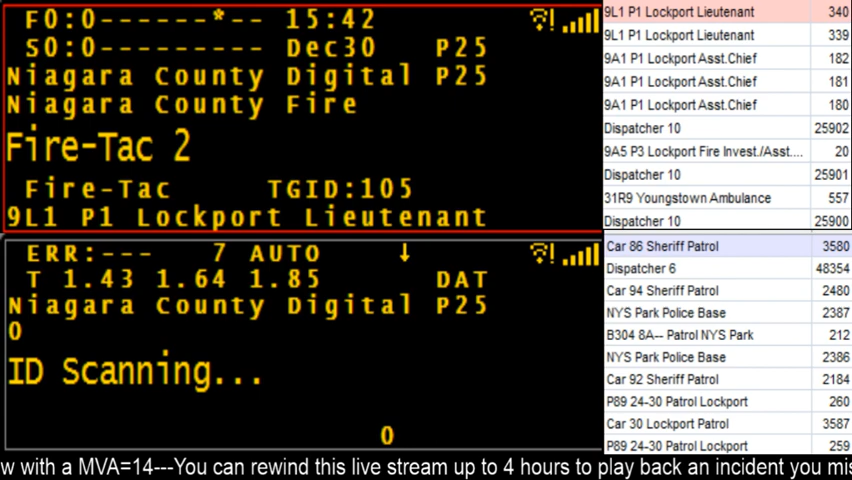 F0:0------*-- 15:42
S0:0--------- Dec30 P25
Niagara County Digital P25
Niagara County Fire
Fire-Tac 2
Fire-Tac TGID:105
9L1 P1 Lockport Lieutenant
9L1 P1 Lockport Lieutenant 340
9L1 P1 Lockport Lieutenant 339
9A1 P1 Lockport Asst.Chief 182
9A1 P1 Lockport Asst.Chief 181
9A1 P1 Lockport Asst.Chief 180
Dispatcher 10 25902
9A5 P3 Lockport Fire Invest./Asst.... 20
Dispatcher 10 25901
31R9 Youngstown Ambulance 557
Dispatcher 10 25900
ERR:--- 7 AUTO ↓
T 1.43 1.64 1.85 DAT
Niagara County Digital P25
0
ID Scanning...
0
Car 86 Sheriff Patrol 3580
Dispatcher 6 48354
Car 94 Sheriff Patrol 2480
NYS Park Police Base 2387
B304 8A-- Patrol NYS Park 212
NYS Park Police Base 2386
Car 92 Sheriff Patrol 2184
P89 24-30 Patrol Lockport 260
Car 30 Lockport Patrol 3587
P89 24-30 Patrol Lockport 259
w with a MVA=14---You can rewind this live stream up to 4 hours to play back an incident you mis